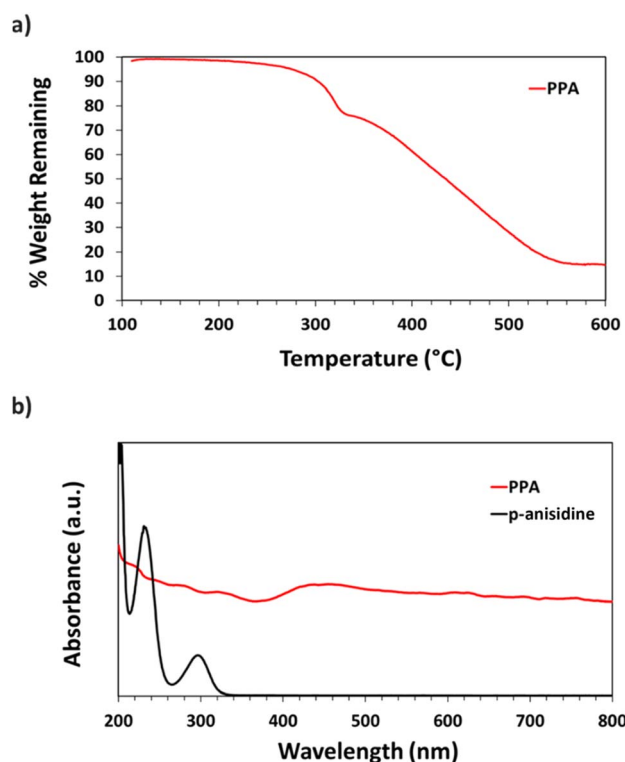 a)
100
90
80
70
60
50
40
30
20
10
0
% Weight Remaining
PPA
100 200 300 400 500 600
Temperature (°C)
b)
Absorbance (a.u.)
PPA
p-anisidine
200 300 400 500 600 700 800
Wavelength (nm)